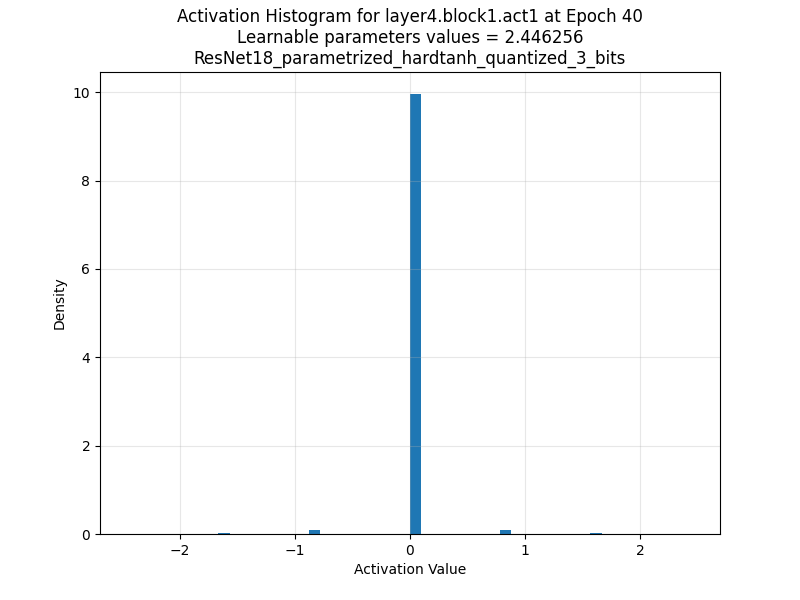 Activation Histogram for layer4.block1.act1 at Epoch 40
Learnable parameters values = 2.446256
ResNet18_parametrized_hardtanh_quantized_3_bits
10
8
6
4
2
0
Density
−2
−1
0
1
2
Activation Value